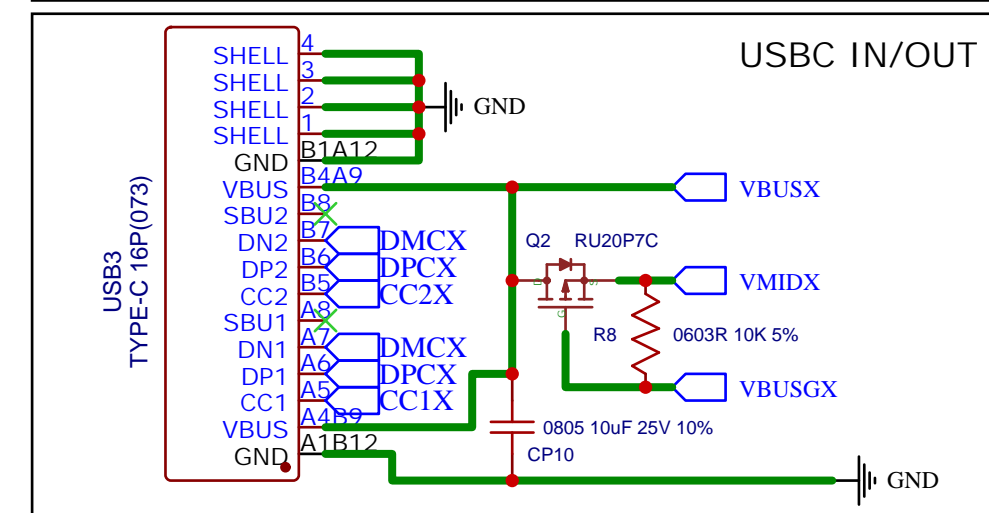 USBC IN/OUT
USB3
TYPE-C 16P(073)
SHELL 4
SHELL 3
SHELL 2
SHELL 1
GND
GND B1A12
VBUS B4A9
VBUSX
SBU2 B8
DN2 B7 DMCX
DP2 B6 DPCX
CC2 B5 CC2X
SBU1 A8
DN1 A7 DMCX
DP1 A6 DPCX
CC1 A5 CC1X
VBUS A4B9
GND A1B12
Q2 RU20P7C
D S
G
VMIDX
R8 0603R 10K 5%
VBUSGX
0805 10uF 25V 10%
CP10
GND